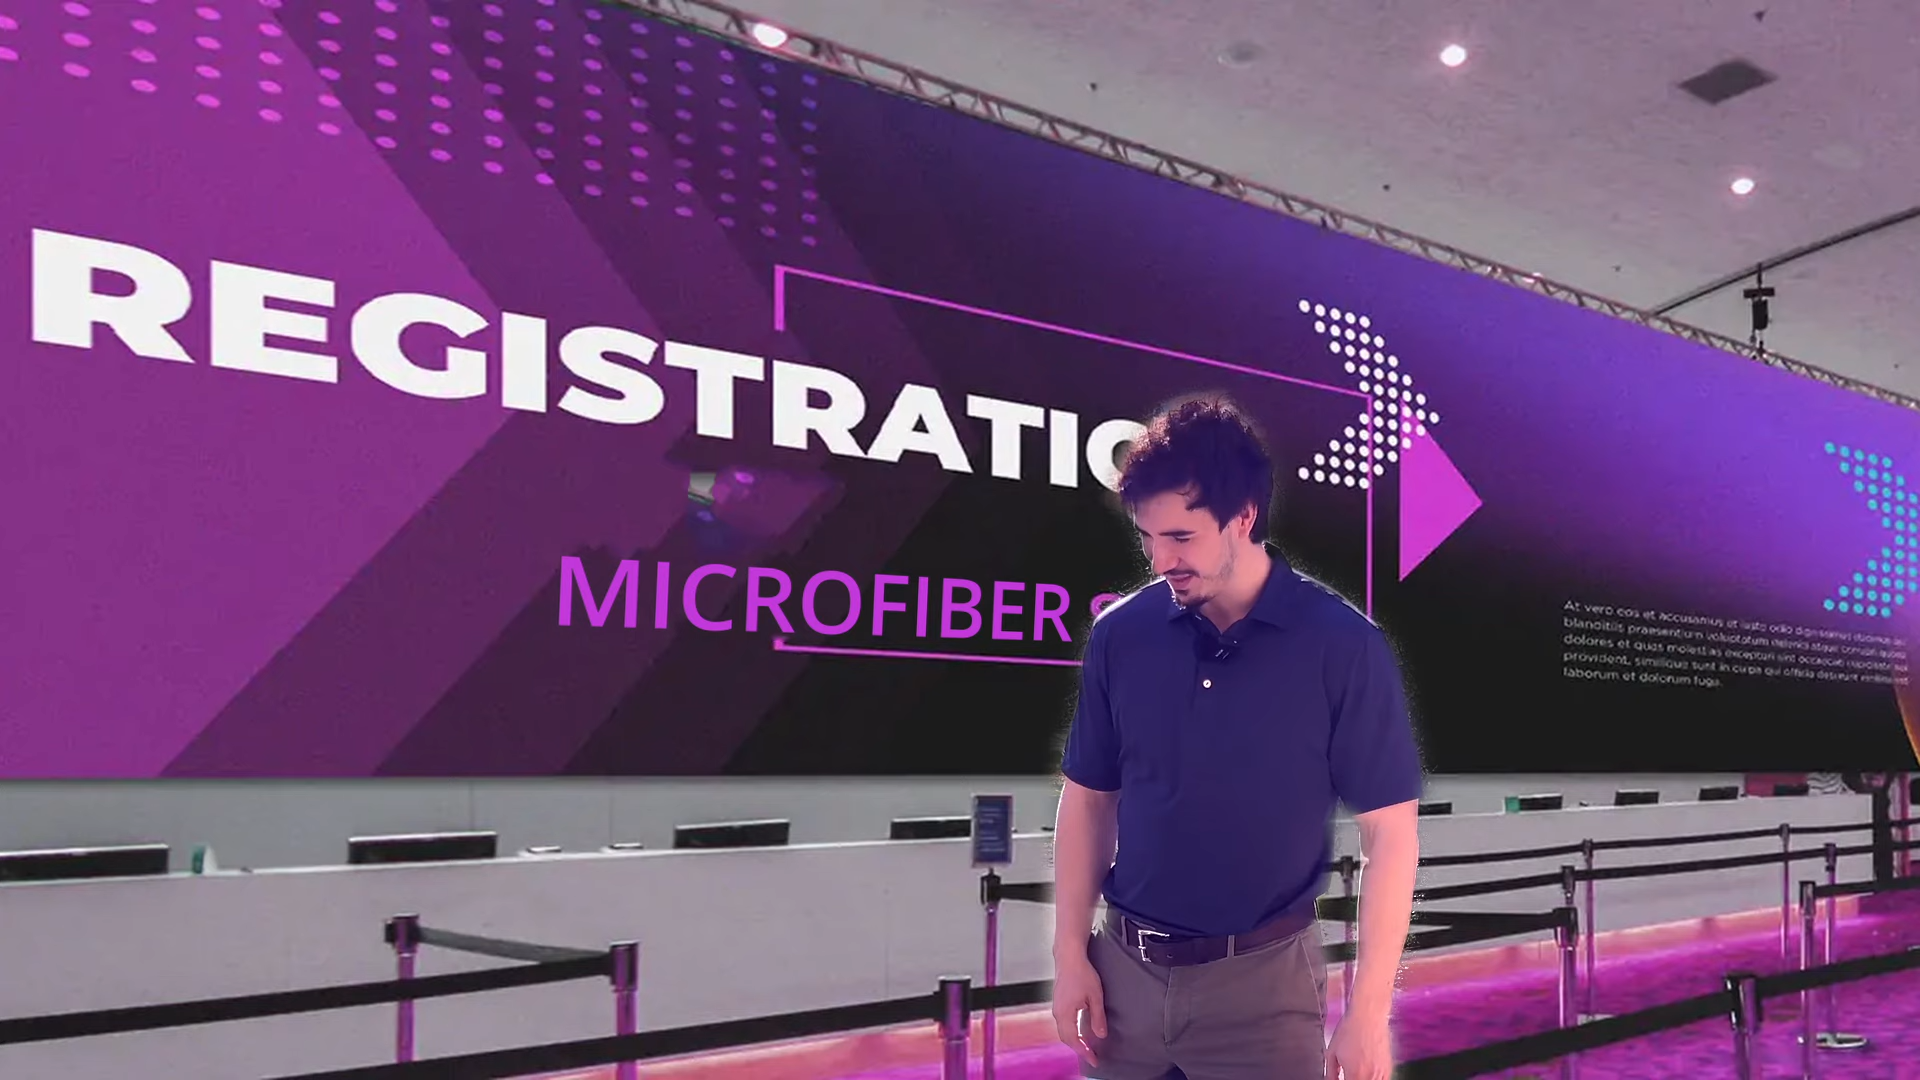 REGISTRATIO
MICROFIBER
At vero eos et accusamus et iusto odio dignissimos ducimus qui
blanditiis praesentium voluptatum deleniti atque corrupti quos
dolores et quas molestias excepturi sint occaecati cupiditate non
provident, similique sunt in culpa qui officia deserunt mollitia
laborum et dolorum fuga.